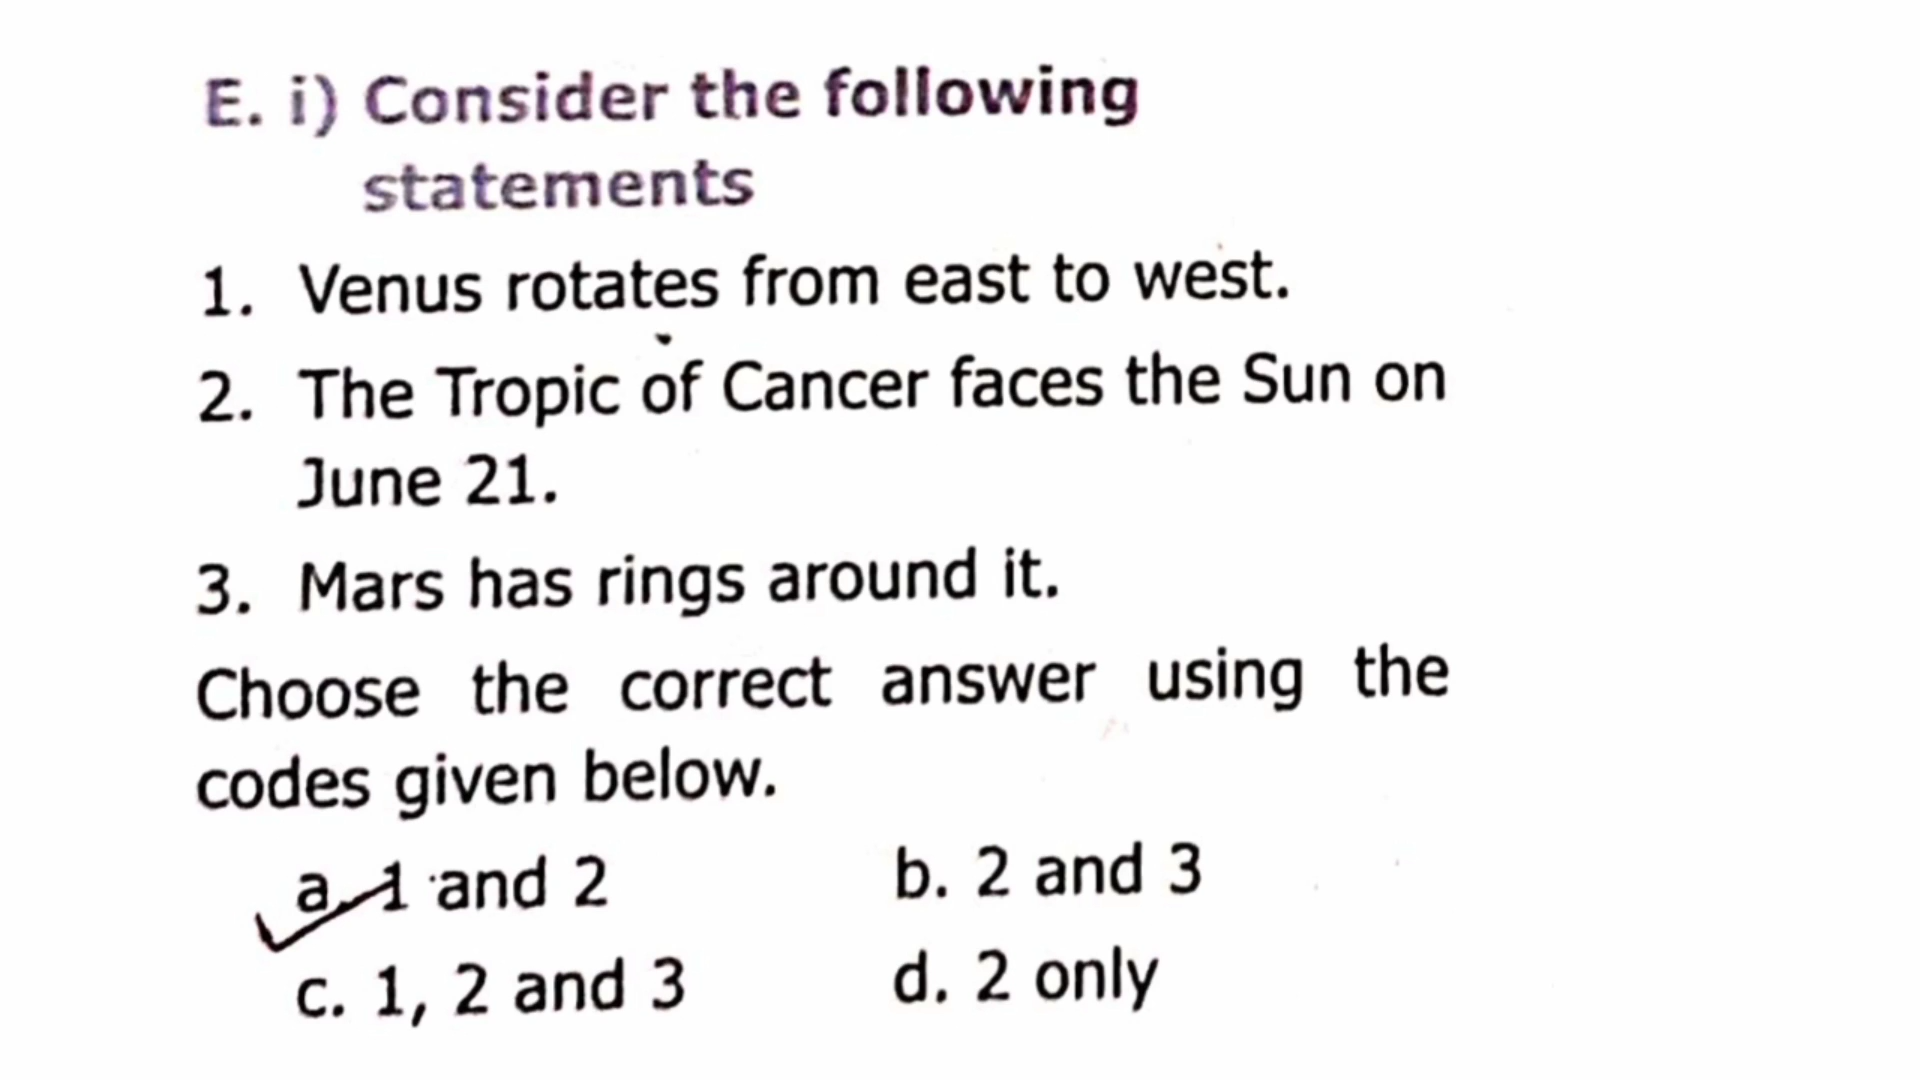 E. i) Consider the following
statements
1. Venus rotates from east to west.
2. The Tropic of Cancer faces the Sun on
June 21.
3. Mars has rings around it.
Choose the correct answer using the
codes given below.
a. 1 and 2 b. 2 and 3
c. 1, 2 and 3 d. 2 only